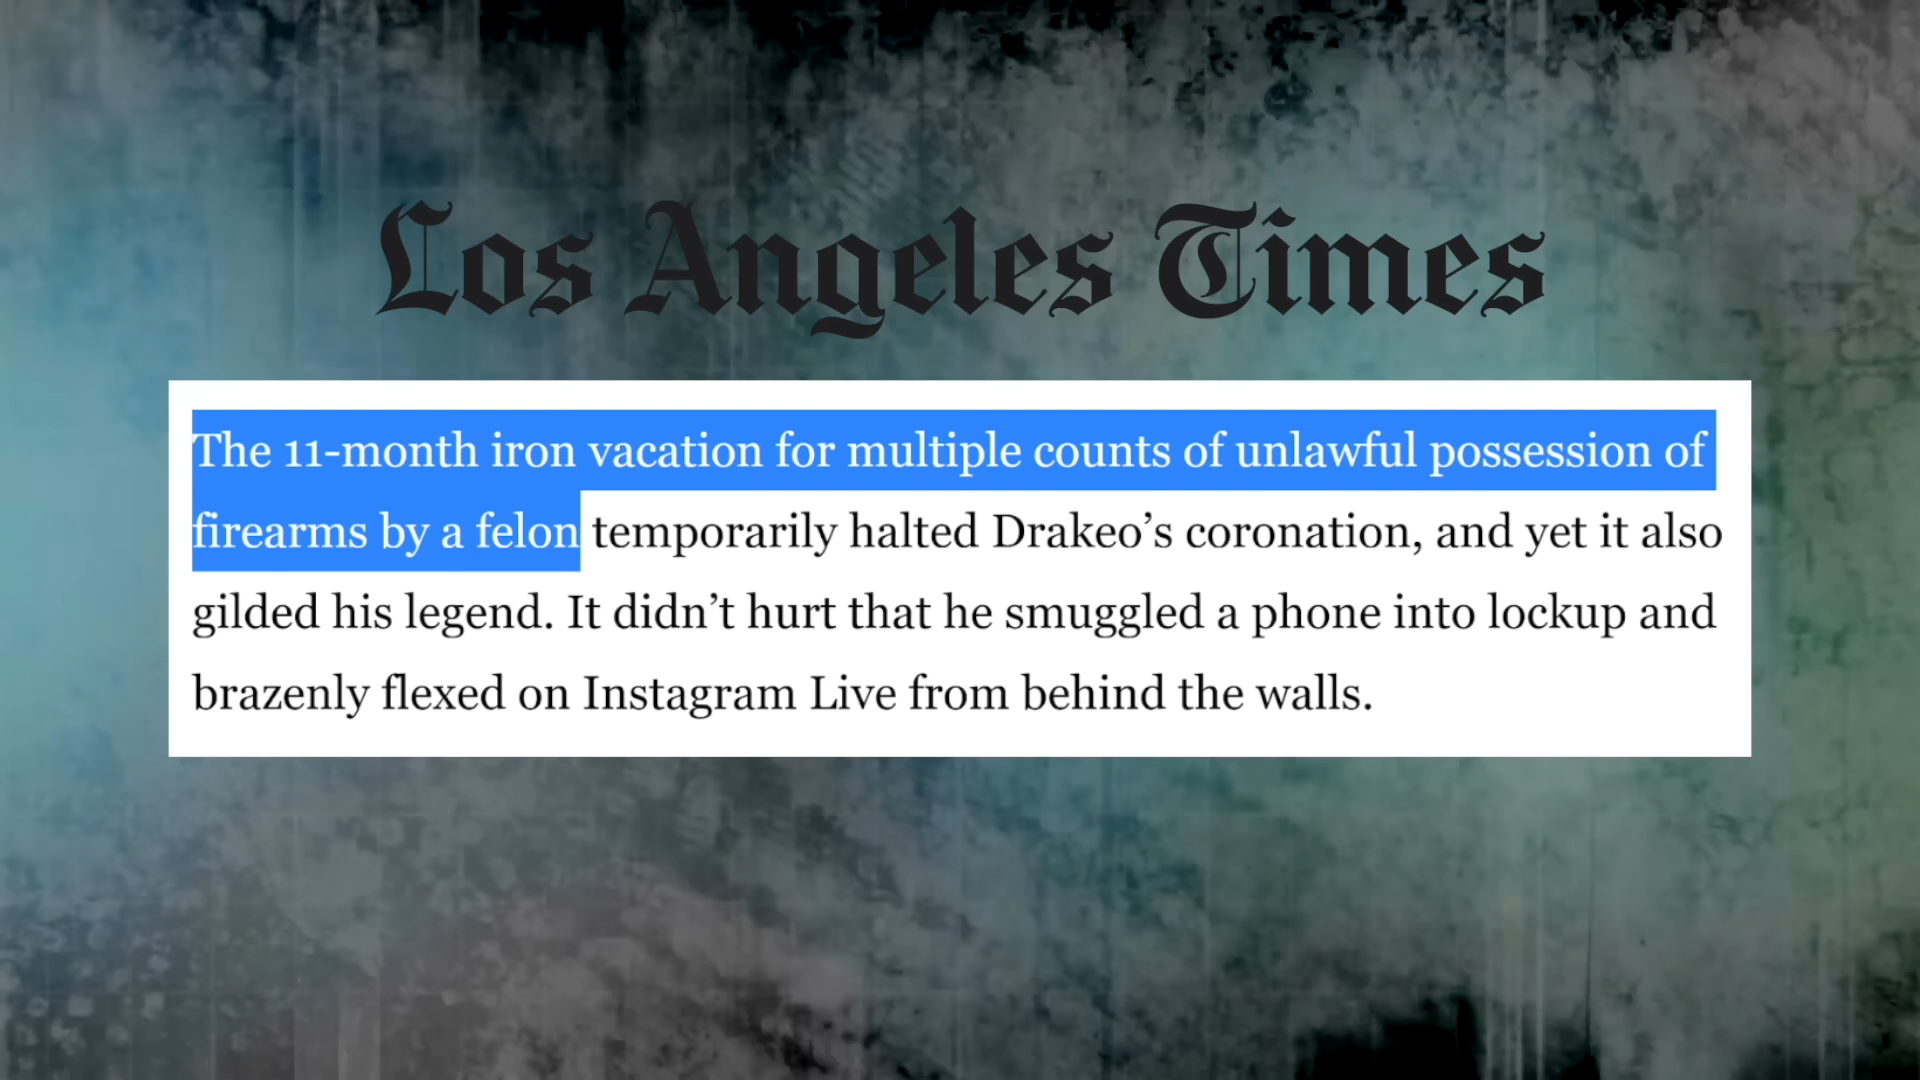 Los Angeles Times
The 11-month iron vacation for multiple counts of unlawful possession of
firearms by a felon temporarily halted Drakeo’s coronation, and yet it also
gilded his legend. It didn’t hurt that he smuggled a phone into lockup and
brazenly flexed on Instagram Live from behind the walls.